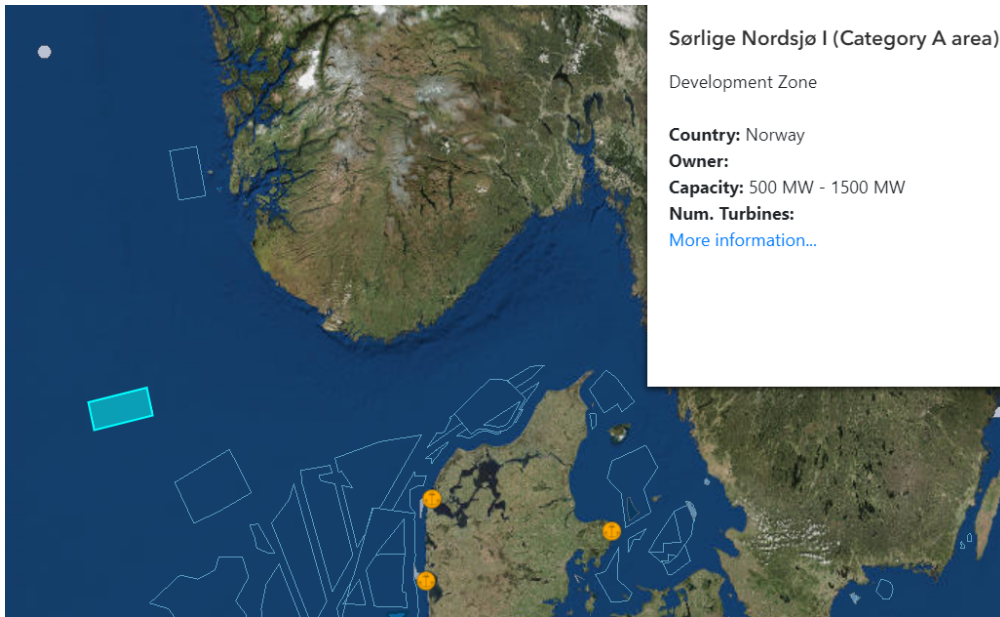 Sørlige Nordsjø I (Category A area)
Development Zone
Country: Norway
Owner:
Capacity: 500 MW - 1500 MW
Num. Turbines:
More information...